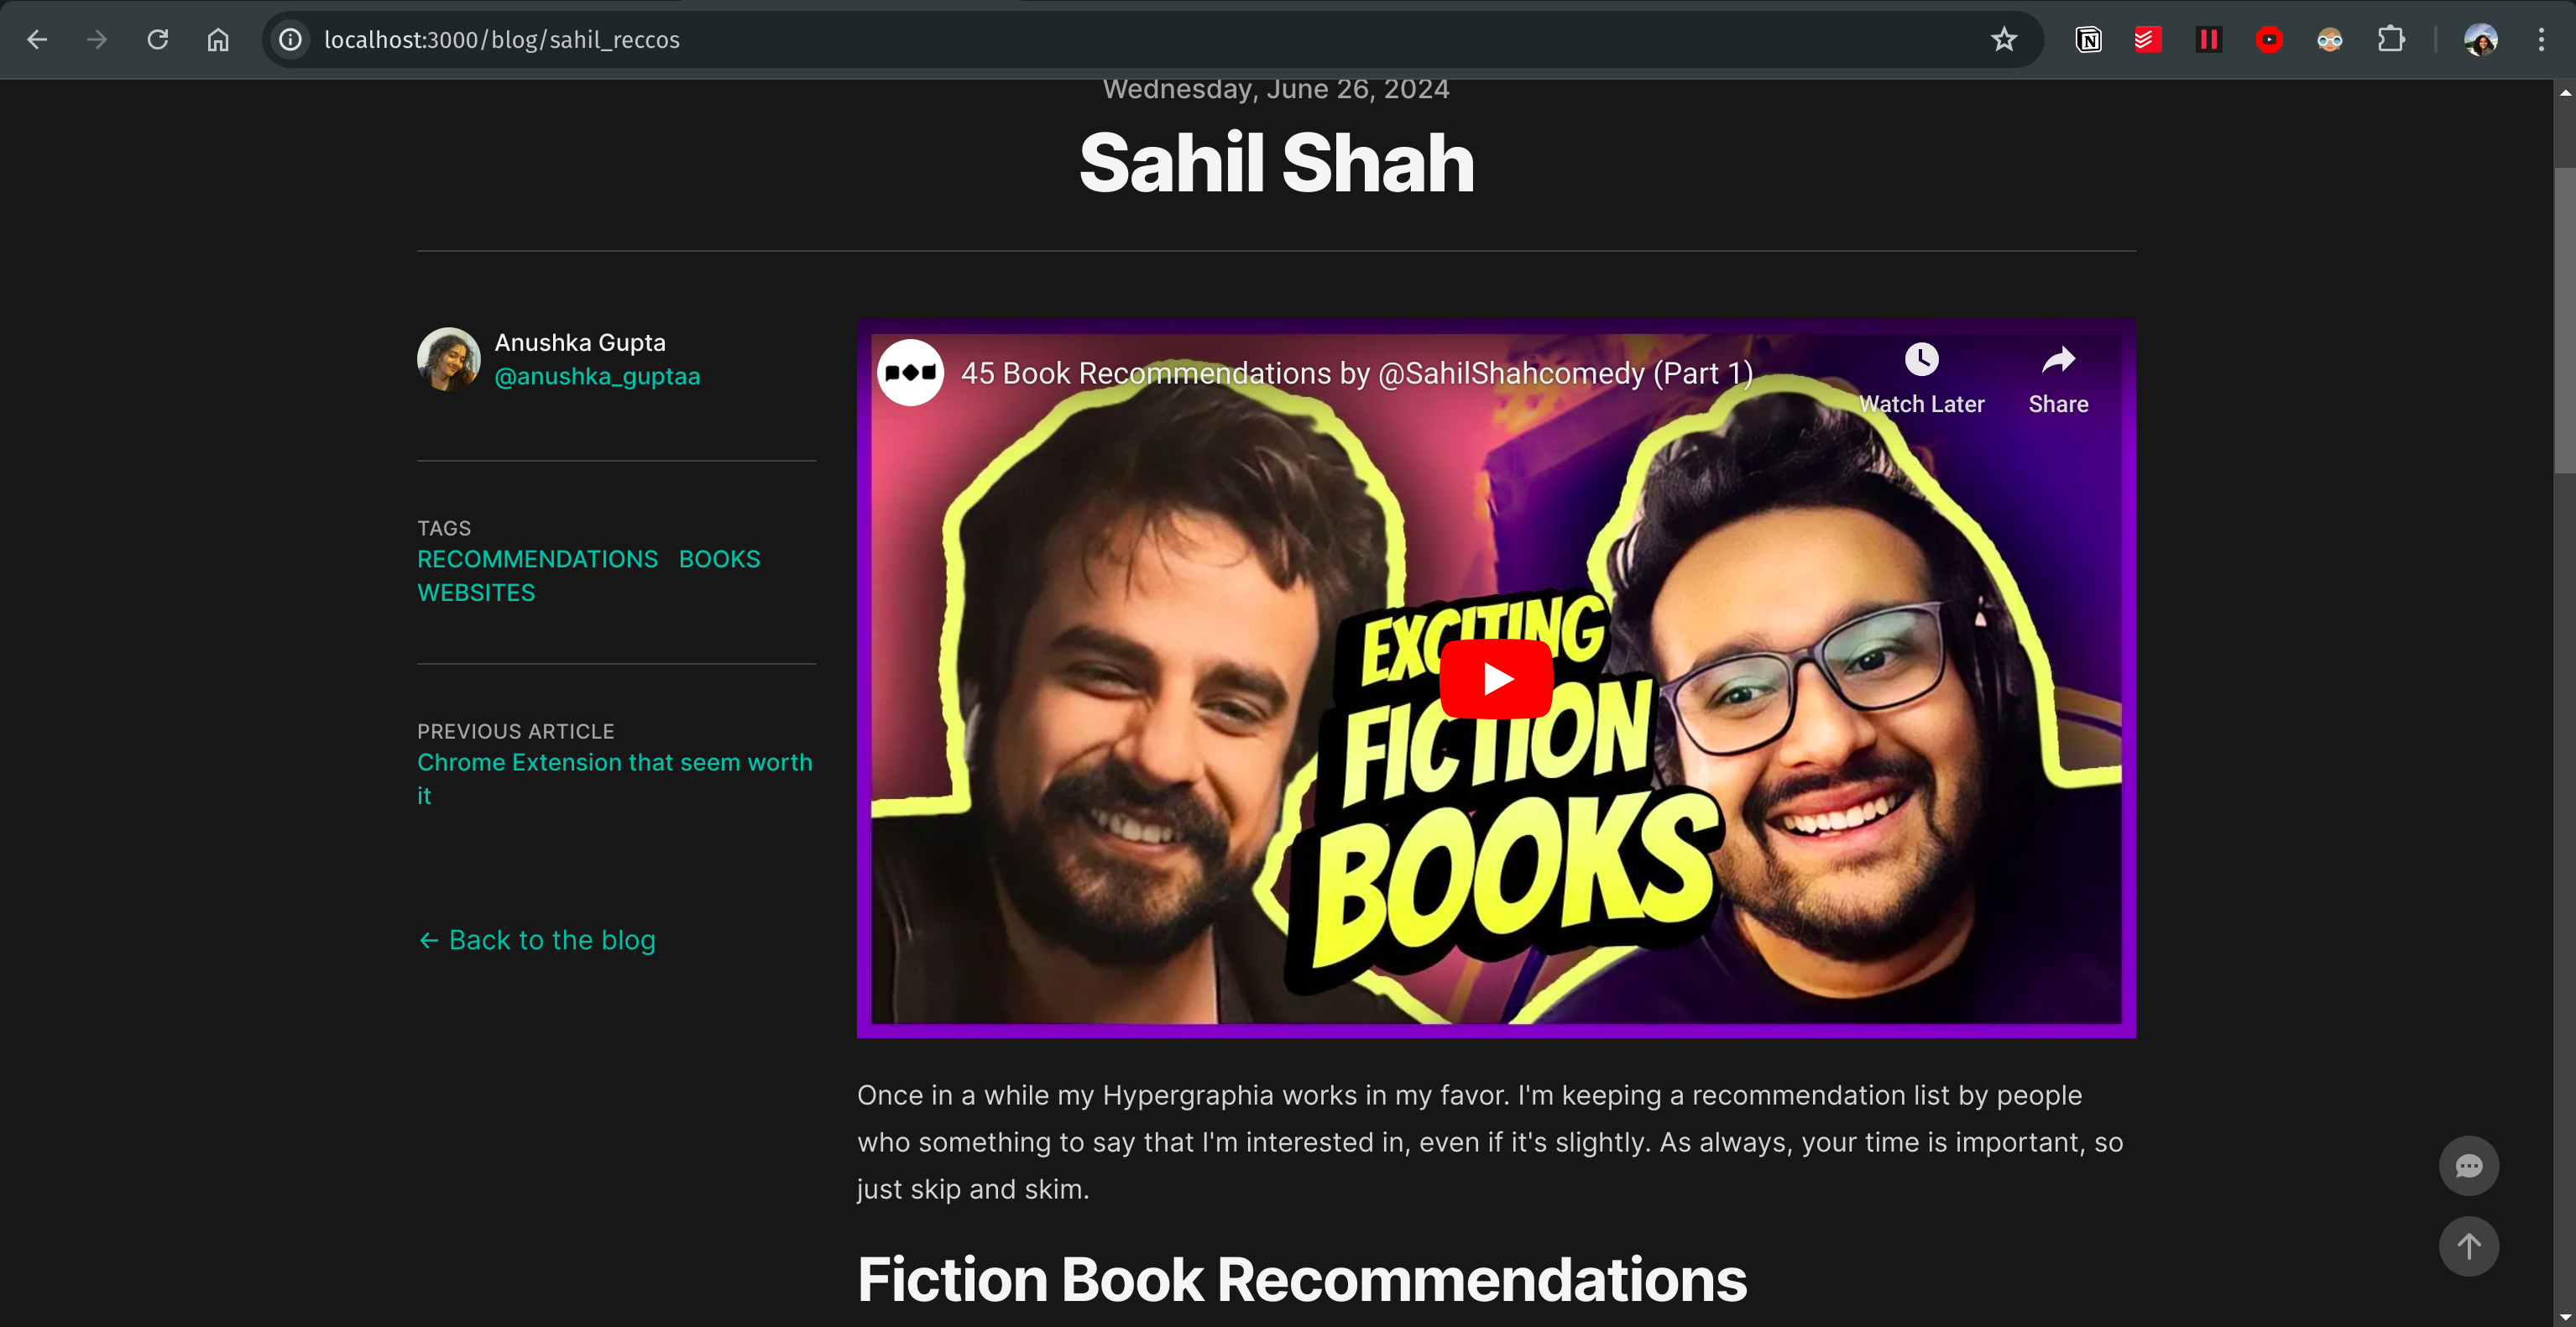 localhost:3000/blog/sahil_reccos
Wednesday, June 26, 2024
Sahil Shah
Anushka Gupta
@anushka_guptaa
TAGS
RECOMMENDATIONS BOOKS
WEBSITES
PREVIOUS ARTICLE
Chrome Extension that seem worth
it
← Back to the blog
45 Book Recommendations by @SahilShahcomedy (Part 1)
Watch Later
Share
EXCITING
FICTION
BOOKS
Once in a while my Hypergraphia works in my favor. I'm keeping a recommendation list by people
who something to say that I'm interested in, even if it's slightly. As always, your time is important, so
just skip and skim.
Fiction Book Recommendations